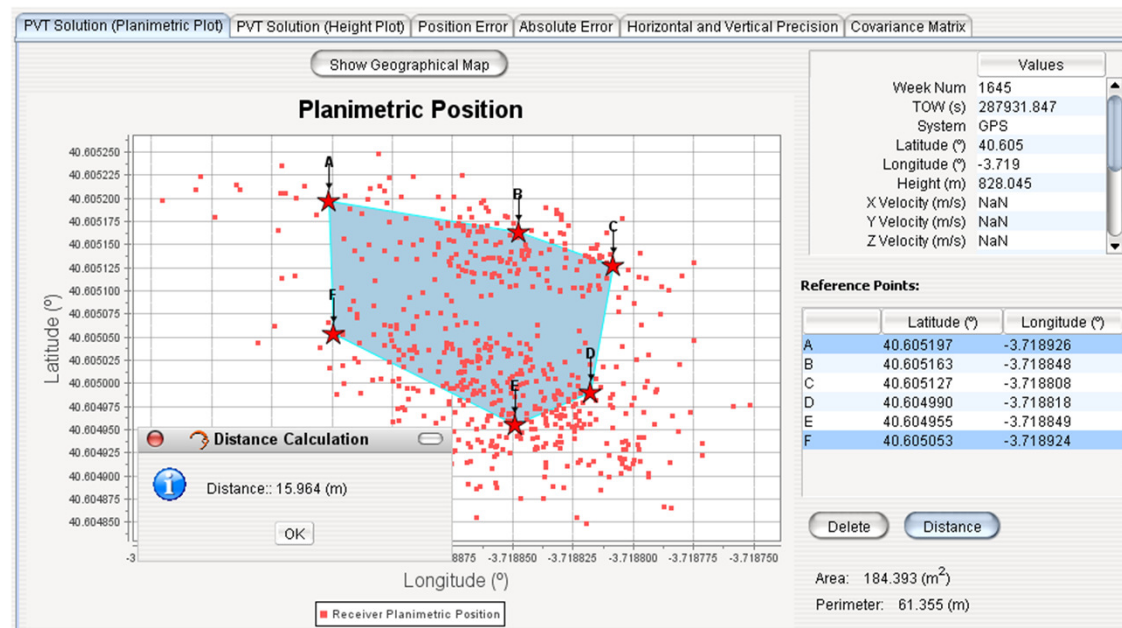 PVT Solution (Planimetric Plot) PVT Solution (Height Plot) Position Error Absolute Error Horizontal and Vertical Precision Covariance Matrix
Show Geographical Map
Planimetric Position
40.605250
40.605225
40.605200
40.605175
40.605150
40.605125
40.605100
40.605075
40.605050
40.605025
40.605000
40.604975
40.604950
40.604925
40.604900
40.604875
40.604850
Latitude (º)
A
B
C
F
D
E
Distance Calculation
Distance:: 15.964 (m)
OK
-3
8875 -3.718850 -3.718825 -3.718800 -3.718775 -3.718750
Longitude (º)
Receiver Planimetric Position
Values
Week Num 1645
TOW (s) 287931.847
System GPS
Latitude (º) 40.605
Longitude (º) -3.719
Height (m) 828.045
X Velocity (m/s) NaN
Y Velocity (m/s) NaN
Z Velocity (m/s) NaN
Reference Points:
Latitude (º) Longitude (º)
A 40.605197 -3.718926
B 40.605163 -3.718848
C 40.605127 -3.718808
D 40.604990 -3.718818
E 40.604955 -3.718849
F 40.605053 -3.718924
Delete Distance
Area: 184.393 (m²)
Perimeter: 61.355 (m)